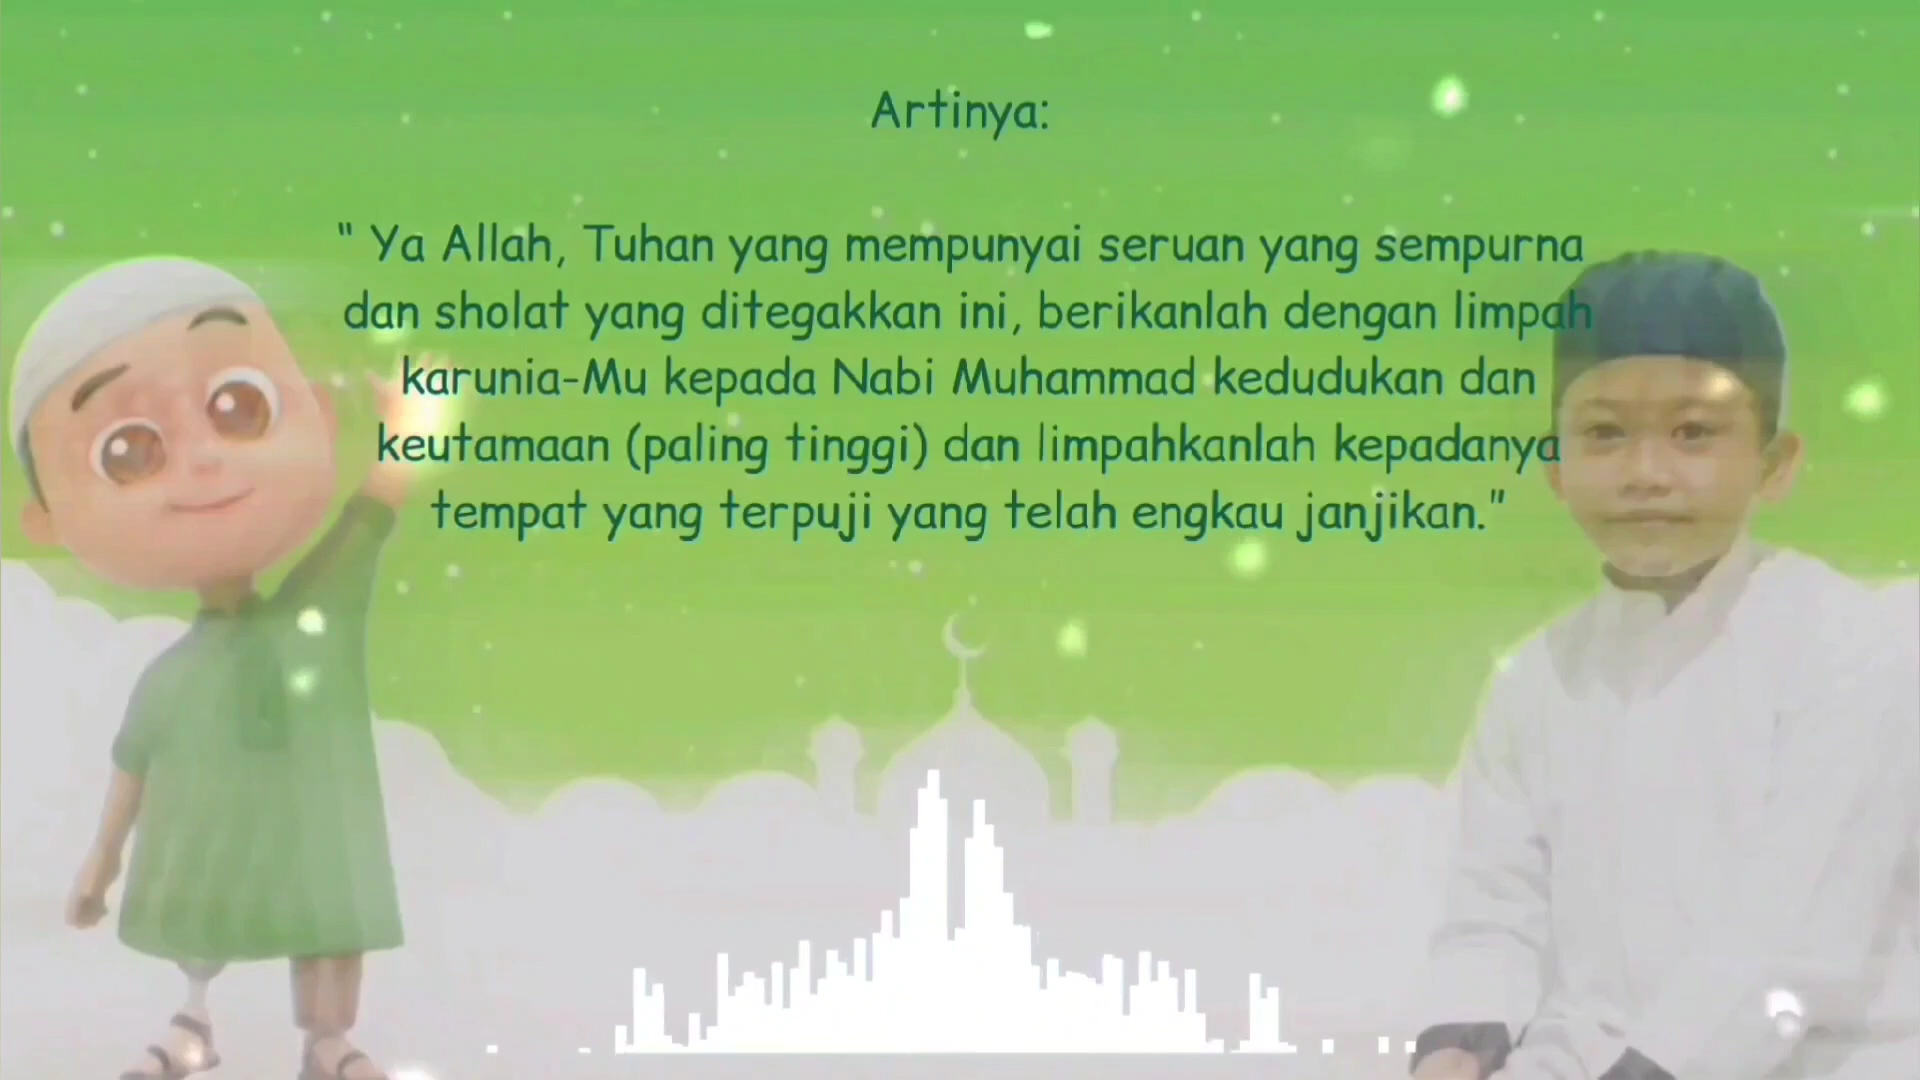 Artinya:
" Ya Allah, Tuhan yang mempunyai seruan yang sempurna
dan sholat yang ditegakkan ini, berikanlah dengan limpah
karunia-Mu kepada Nabi Muhammad kedudukan dan
keutamaan (paling tinggi) dan limpahkanlah kepadanya
tempat yang terpuji yang telah engkau janjikan."